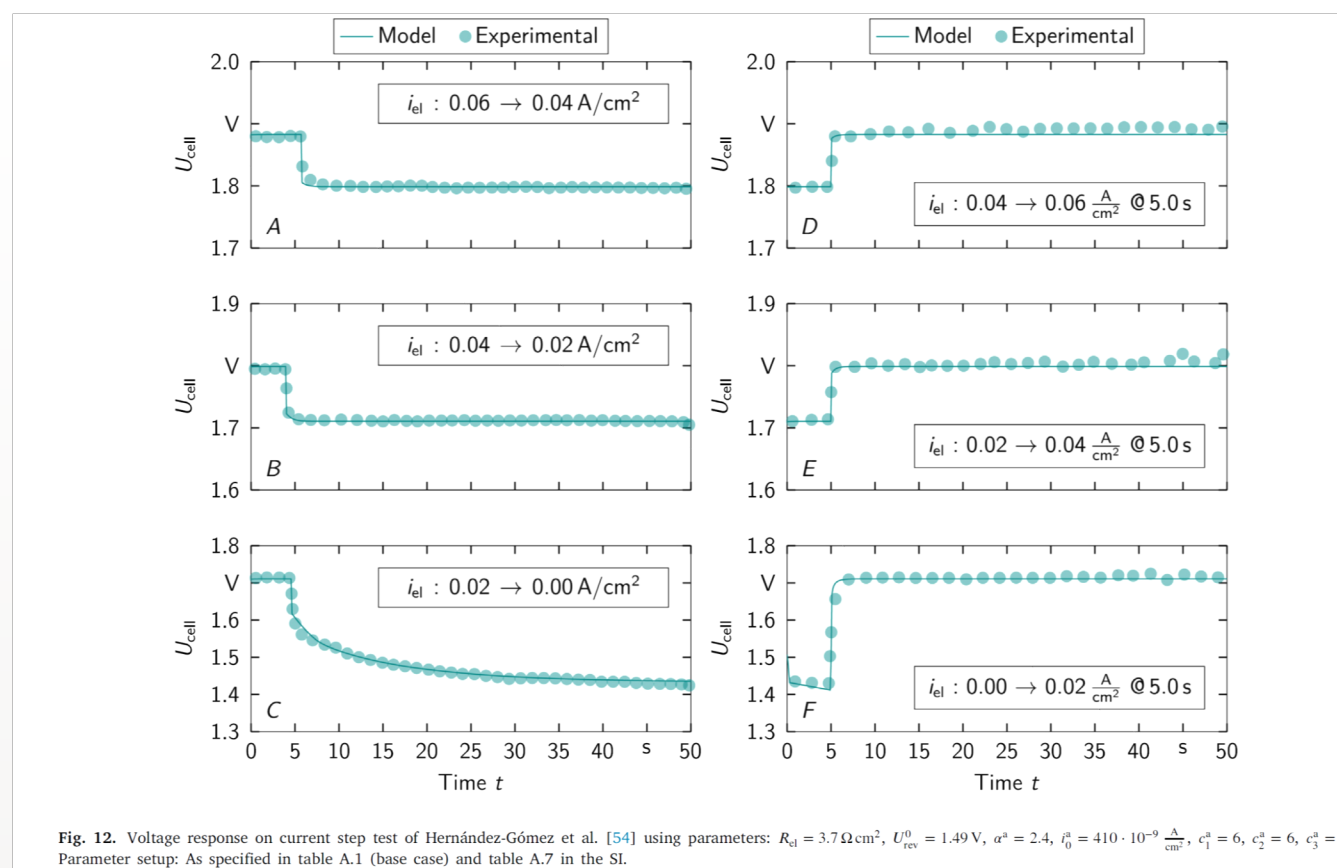 Model Experimental
2.0
V
1.8
1.7
U_cell
i_el : 0.06 → 0.04 A/cm²
A
Model Experimental
2.0
V
1.8
1.7
U_cell
i_el : 0.04 → 0.06 A/cm² @ 5.0 s
D
1.9
V
1.7
1.6
U_cell
i_el : 0.04 → 0.02 A/cm²
B
1.9
V
1.7
1.6
U_cell
i_el : 0.02 → 0.04 A/cm² @ 5.0 s
E
1.8
V
1.6
1.5
1.4
1.3
U_cell
i_el : 0.02 → 0.00 A/cm²
C
0 5 10 15 20 25 30 35 40 s 50
Time t
1.8
V
1.6
1.5
1.4
1.3
U_cell
i_el : 0.00 → 0.02 A/cm² @ 5.0 s
F
0 5 10 15 20 25 30 35 40 s 50
Time t
Fig. 12. Voltage response on current step test of Hernández-Gómez et al. [54] using parameters: R_el = 3.7 Ω cm², U⁰_rev = 1.49 V, αᵃ = 2.4, i₀ᵃ = 410 · 10⁻⁹ A/cm², c₁ᵃ = 6, c₂ᵃ = 6, c₃ᵃ =
Parameter setup: As specified in table A.1 (base case) and table A.7 in the SI.